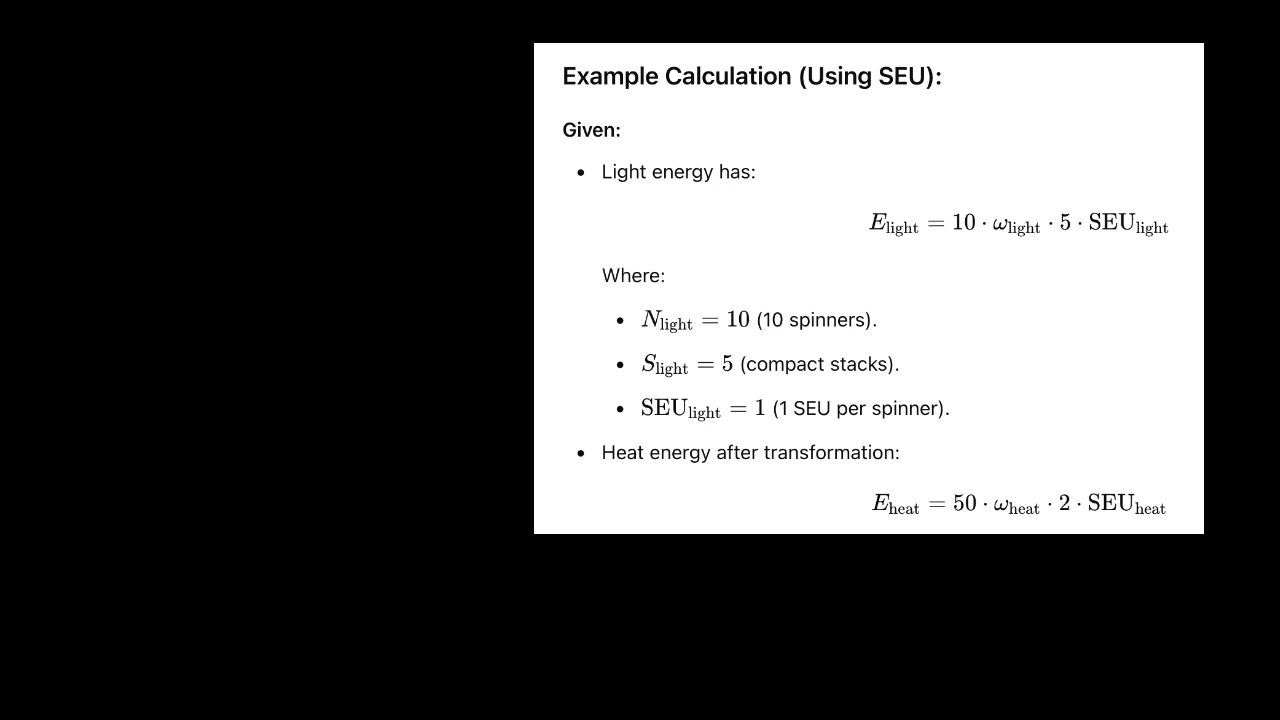 Example Calculation (Using SEU):
Given:
• Light energy has:
E_light = 10 · ω_light · 5 · SEU_light
Where:
• N_light = 10 (10 spinners).
• S_light = 5 (compact stacks).
• SEU_light = 1 (1 SEU per spinner).
• Heat energy after transformation:
E_heat = 50 · ω_heat · 2 · SEU_heat